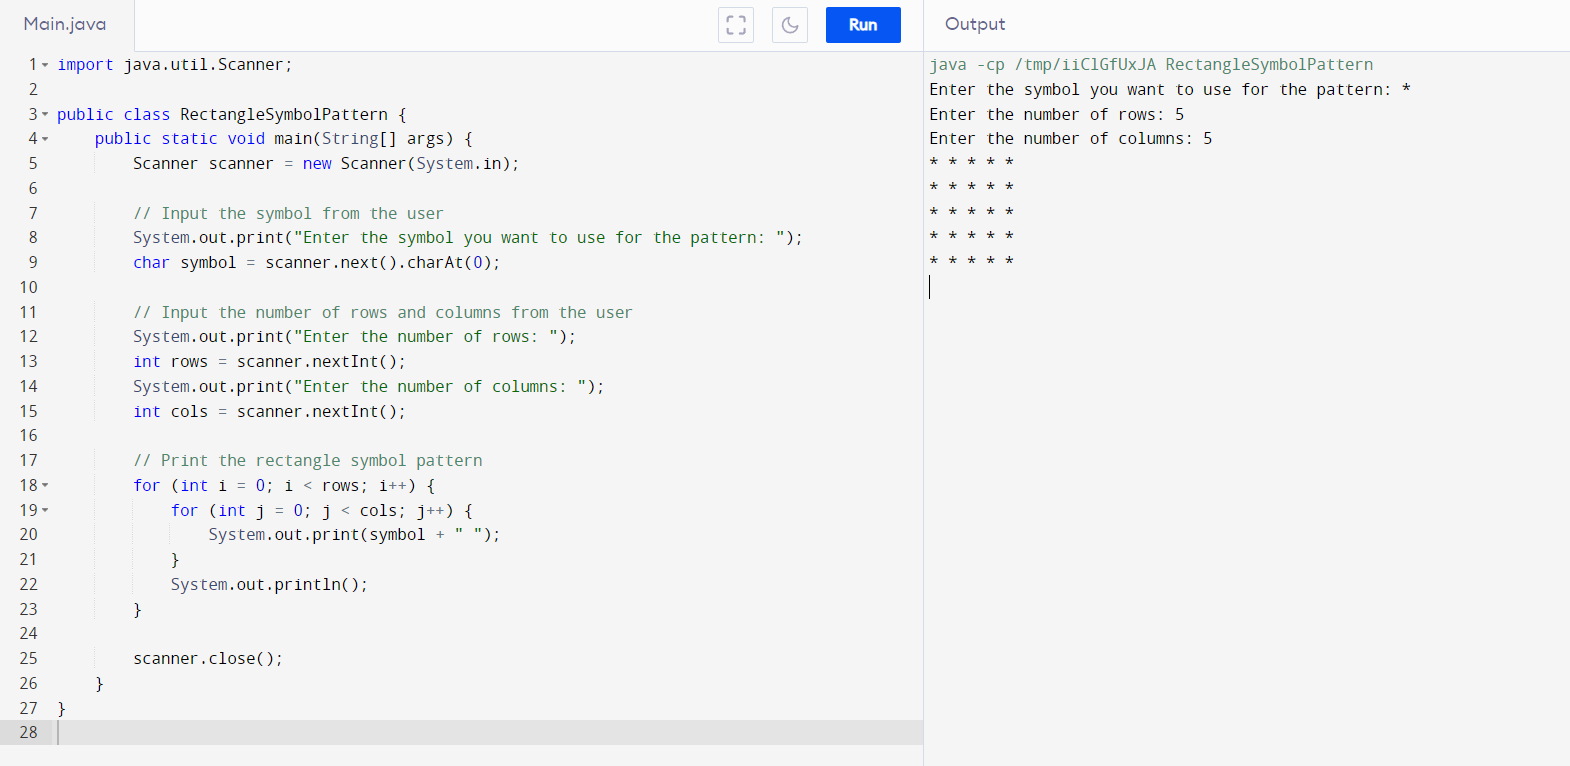 Main.java
Run
Output
1 import java.util.Scanner;
2
3 public class RectangleSymbolPattern {
4     public static void main(String[] args) {
5         Scanner scanner = new Scanner(System.in);
6
7         // Input the symbol from the user
8         System.out.print("Enter the symbol you want to use for the pattern: ");
9         char symbol = scanner.next().charAt(0);
10
11         // Input the number of rows and columns from the user
12         System.out.print("Enter the number of rows: ");
13         int rows = scanner.nextInt();
14         System.out.print("Enter the number of columns: ");
15         int cols = scanner.nextInt();
16
17         // Print the rectangle symbol pattern
18         for (int i = 0; i < rows; i++) {
19             for (int j = 0; j < cols; j++) {
20                 System.out.print(symbol + " ");
21             }
22             System.out.println();
23         }
24
25         scanner.close();
26     }
27 }
28
java -cp /tmp/iiClGfUxJA RectangleSymbolPattern
Enter the symbol you want to use for the pattern: *
Enter the number of rows: 5
Enter the number of columns: 5
* * * * *
* * * * *
* * * * *
* * * * *
* * * * *